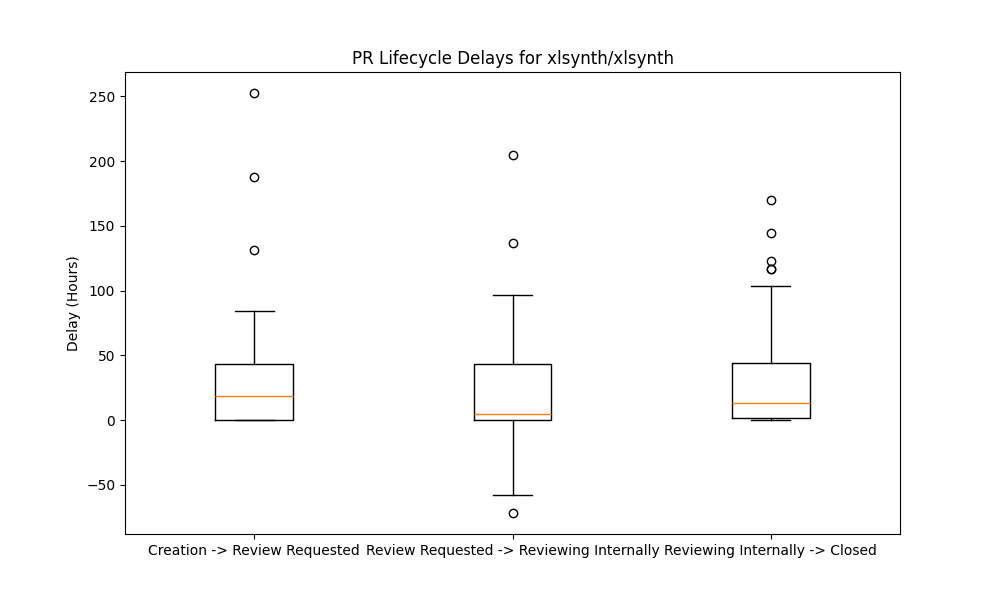 PR Lifecycle Delays for xlsynth/xlsynth
Delay (Hours)
250
200
150
100
50
0
−50
Creation -> Review Requested
Review Requested -> Reviewing Internally
Reviewing Internally -> Closed